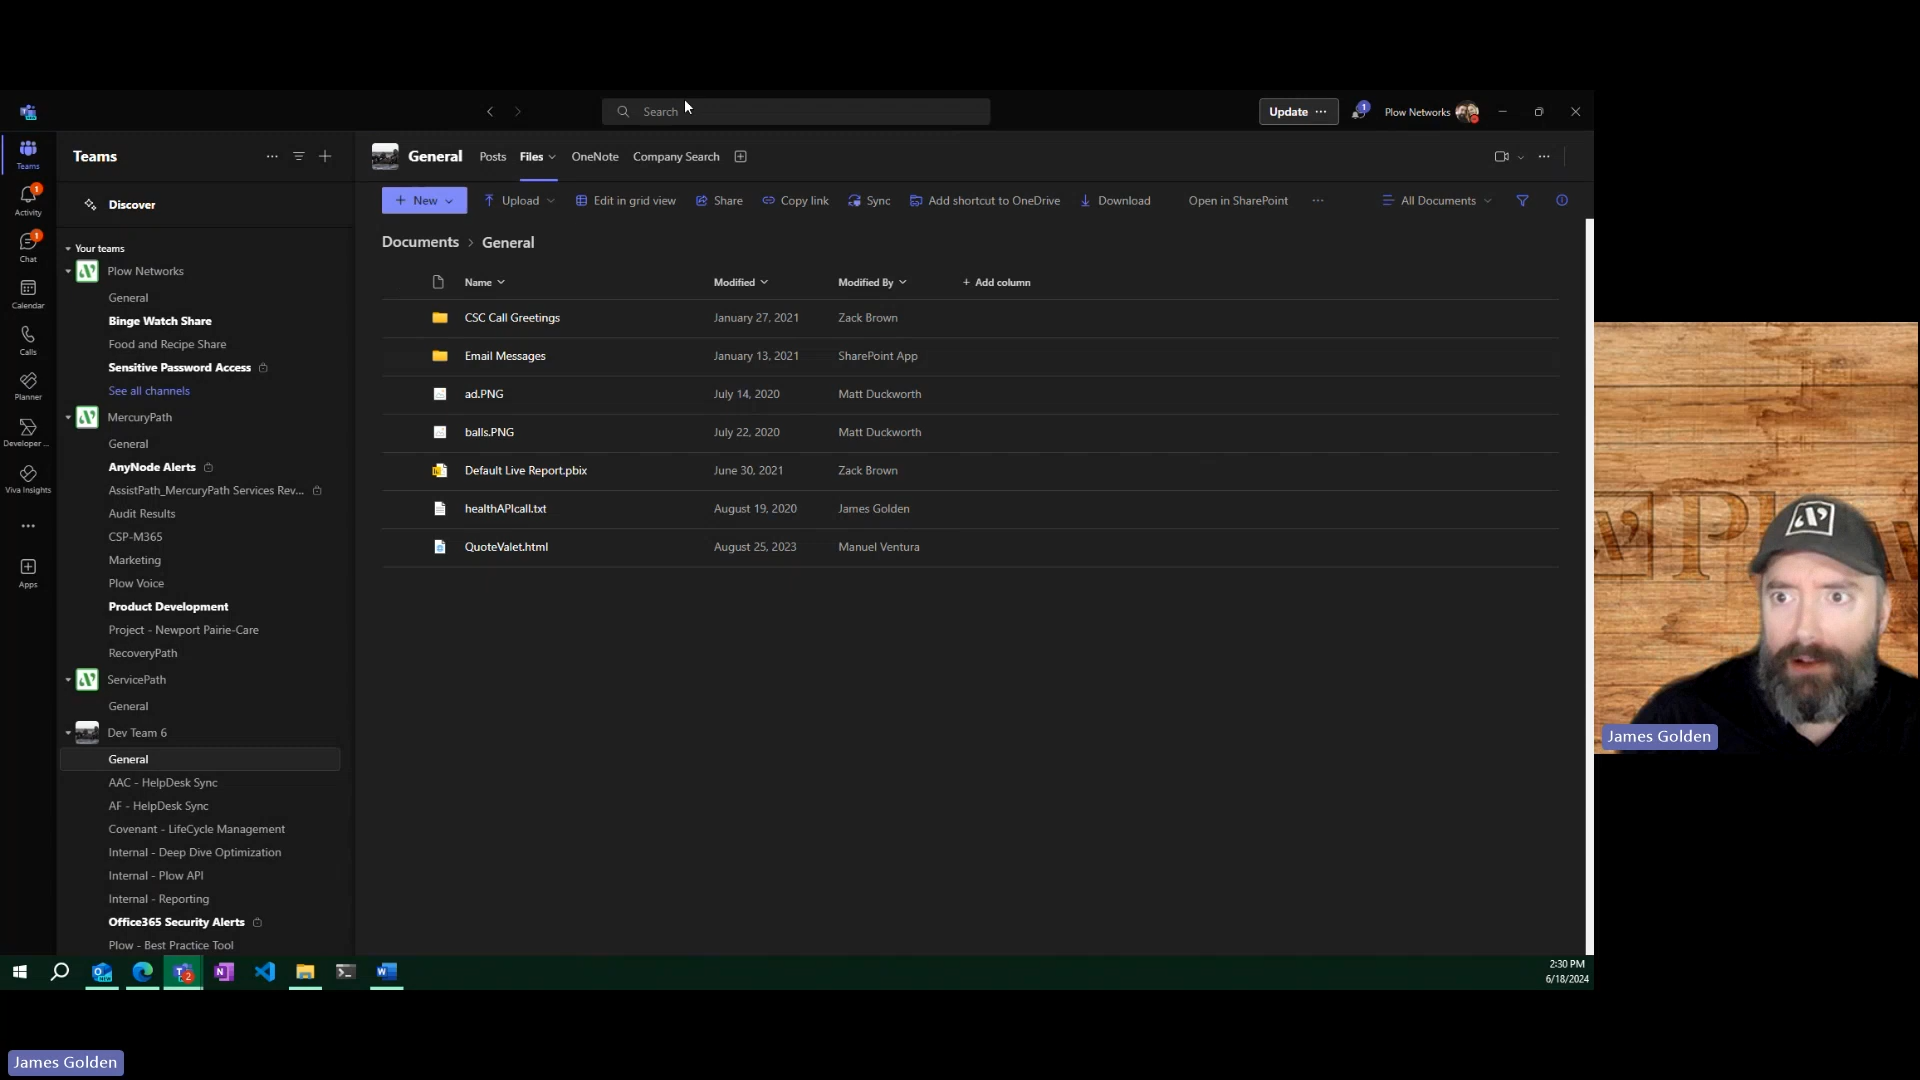 Search
Update
1
Plow Networks
Teams
Activity
1
Chat
1
Calendar
Calls
Planner
Developer ...
Viva Insights
Apps
Teams
Discover
Your teams
Plow Networks
General
Binge Watch Share
Food and Recipe Share
Sensitive Password Access
See all channels
MercuryPath
General
AnyNode Alerts
AssistPath_MercuryPath Services Rev...
Audit Results
CSP-M365
Marketing
Plow Voice
Product Development
Project - Newport Pairie-Care
RecoveryPath
ServicePath
General
Dev Team 6
General
AAC - HelpDesk Sync
AF - HelpDesk Sync
Covenant - LifeCycle Management
Internal - Deep Dive Optimization
Internal - Plow API
Internal - Reporting
Office365 Security Alerts
Plow - Best Practice Tool
General Posts Files OneNote Company Search
+ New Upload Edit in grid view Share Copy link Sync Add shortcut to OneDrive Download Open in SharePoint ... All Documents
Documents > General
Name Modified Modified By + Add column
CSC Call Greetings January 27, 2021 Zack Brown
Email Messages January 13, 2021 SharePoint App
ad.PNG July 14, 2020 Matt Duckworth
balls.PNG July 22, 2020 Matt Duckworth
Default Live Report.pbix June 30, 2021 Zack Brown
healthAPIcall.txt August 19, 2020 James Golden
QuoteValet.html August 25, 2023 Manuel Ventura
2:30 PM
6/18/2024
James Golden
James Golden